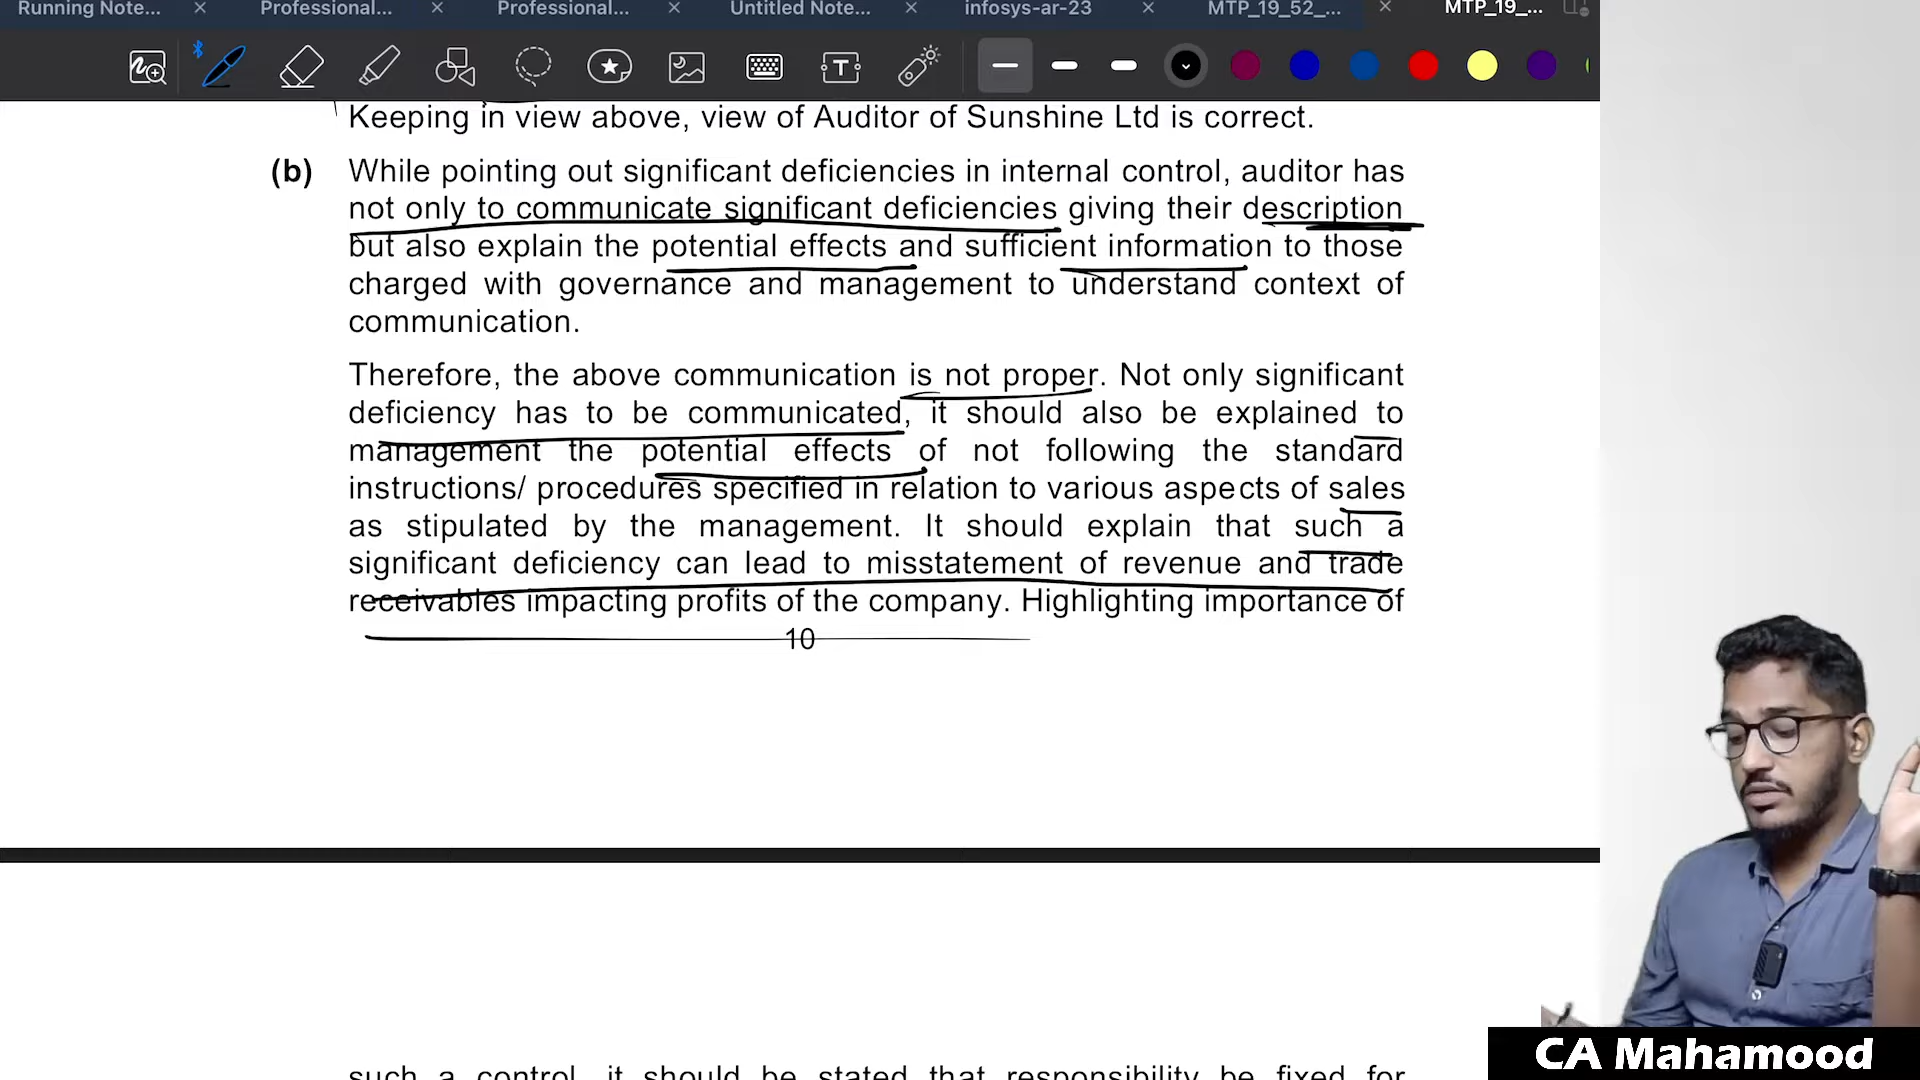 Running Note... Professional... Professional... Untitled Note... infosys-ar-23 MTP_19_52_... MTP_19_...
Keeping in view above, view of Auditor of Sunshine Ltd is correct.
(b) While pointing out significant deficiencies in internal control, auditor has
not only to communicate significant deficiencies giving their description
but also explain the potential effects and sufficient information to those
charged with governance and management to understand context of
communication.
Therefore, the above communication is not proper. Not only significant
deficiency has to be communicated, it should also be explained to
management the potential effects of not following the standard
instructions/ procedures specified in relation to various aspects of sales
as stipulated by the management. It should explain that such a
significant deficiency can lead to misstatement of revenue and trade
receivables impacting profits of the company. Highlighting importance of
10
such a control, it should be stated that responsibility be fixed for
CA Mahamood